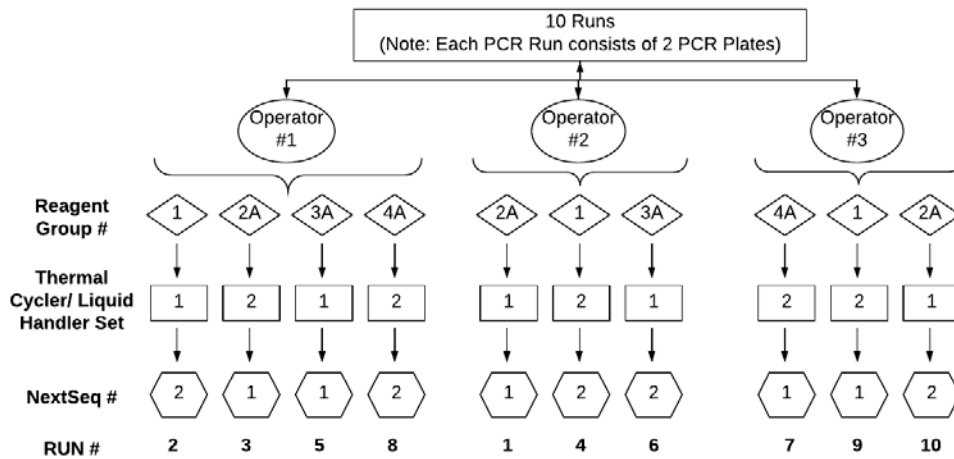 10 Runs
(Note: Each PCR Run consists of 2 PCR Plates)
Operator #1
Operator #2
Operator #3
Reagent Group #
1 2A 3A 4A 2A 1 3A 4A 1 2A
Thermal Cycler/ Liquid Handler Set
1 2 1 2 1 2 1 2 2 1
NextSeq #
2 1 1 2 1 2 2 1 1 2
RUN # 2 3 5 8 1 4 6 7 9 10